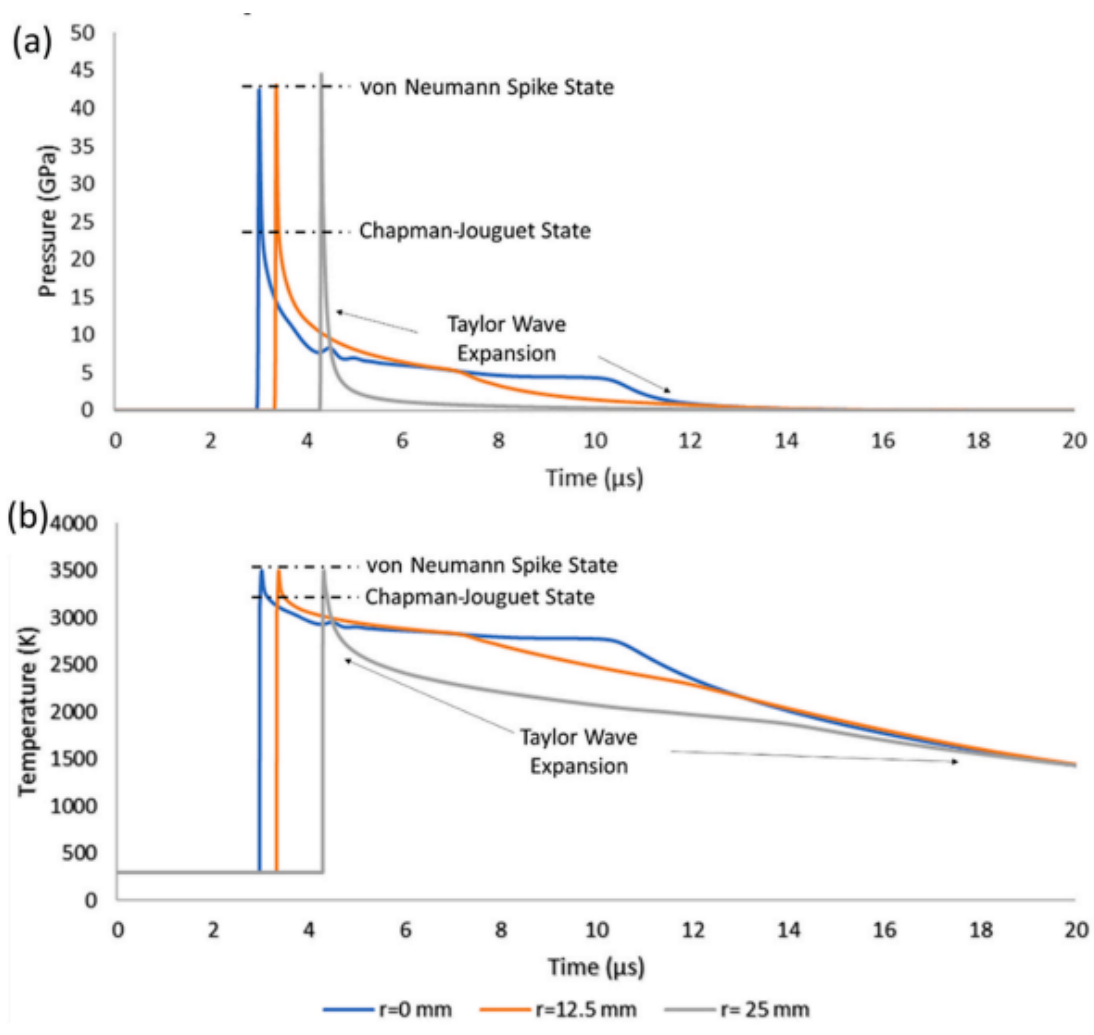 (a)
50
45
40
35
30
25
20
15
10
5
0
Pressure (GPa)
von Neumann Spike State
Chapman-Jouguet State
Taylor Wave
Expansion
0 2 4 6 8 10 12 14 16 18 20
Time (µs)
(b)
4000
3500
3000
2500
2000
1500
1000
500
0
Temperature (K)
von Neumann Spike State
Chapman-Jouguet State
Taylor Wave
Expansion
0 2 4 6 8 10 12 14 16 18 20
Time (µs)
r=0 mm r=12.5 mm r= 25 mm